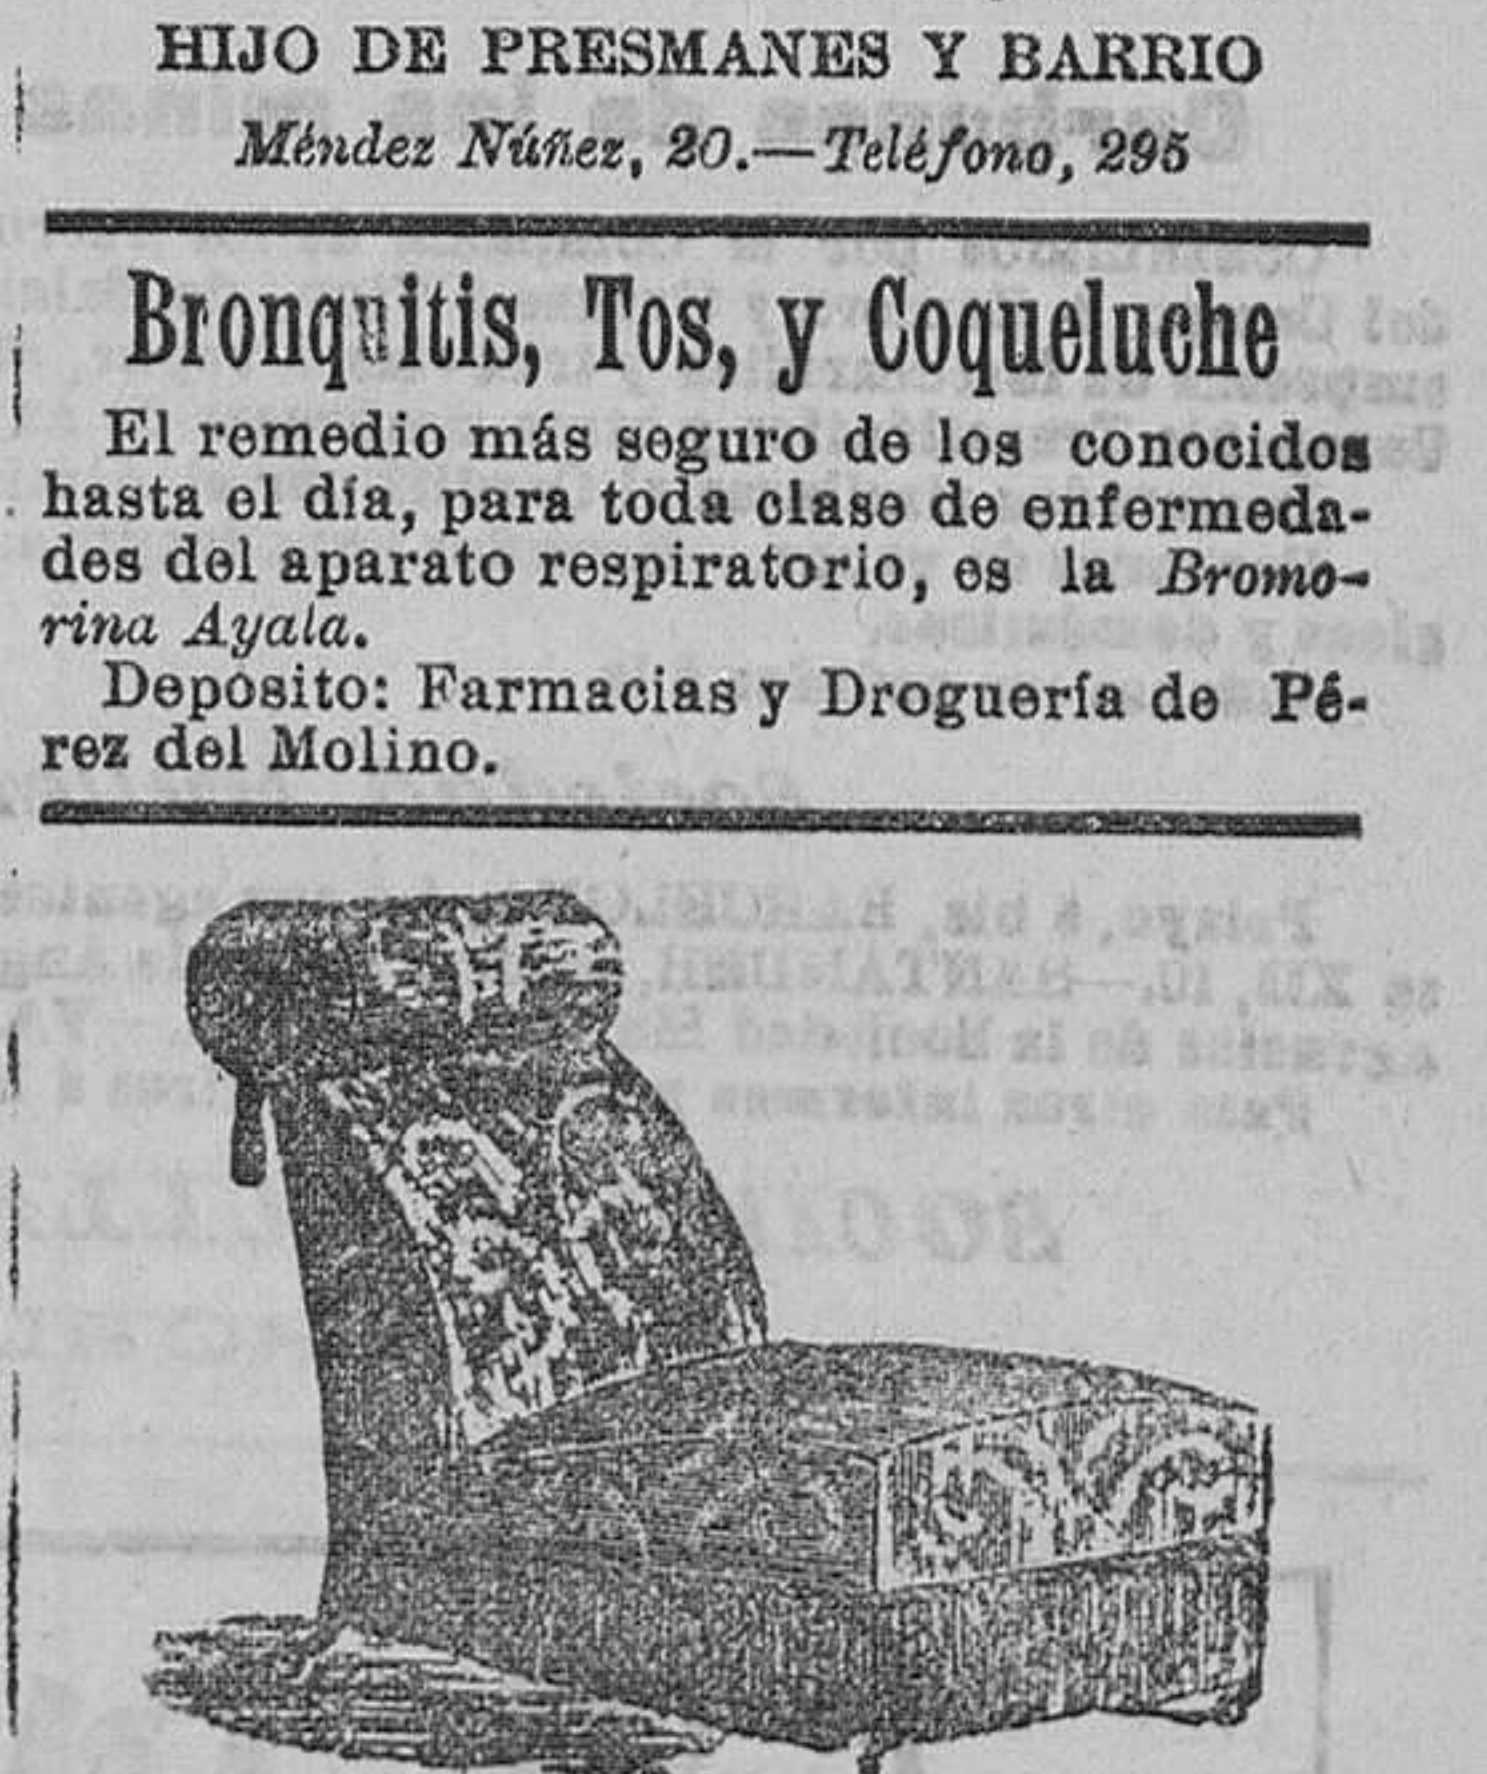 HIJO DE PRESMANES Y BARRIO
Méndez Núñez, 20.—Teléfono, 295
Bronquitis, Tos, y Coqueluche
El remedio más seguro de los conocidos
hasta el día, para toda clase de enfermeda-
des del aparato respiratorio, es la Bromo-
rina Ayala.
Depósito: Farmacias y Droguería de Pé-
rez del Molino.